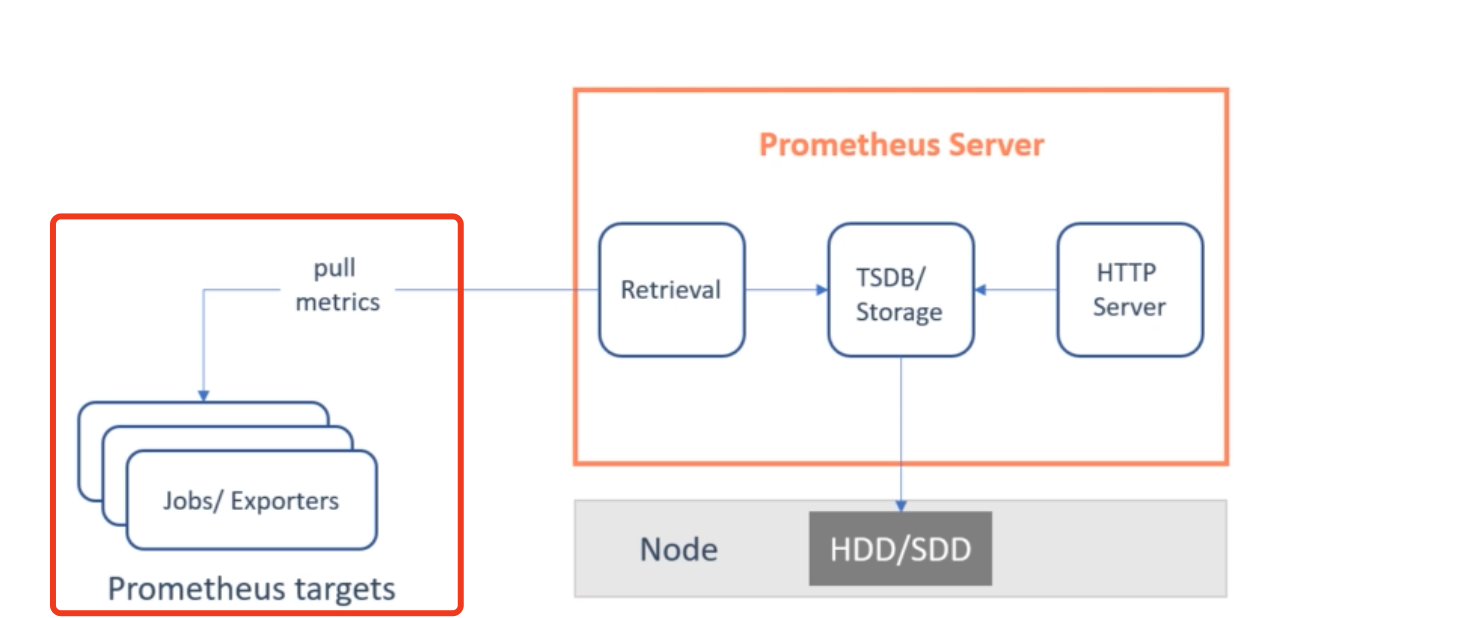 Prometheus Server
pull
metrics
Retrieval
TSDB/
Storage
HTTP
Server
Jobs/ Exporters
Prometheus targets
Node
HDD/SDD